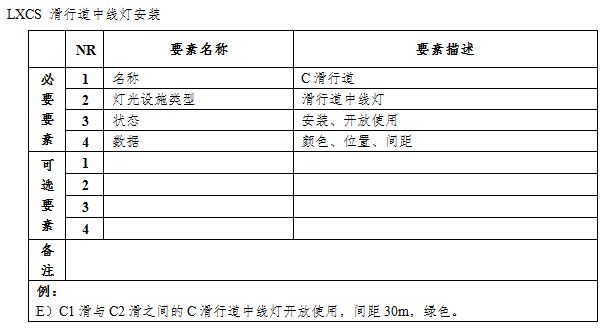 LXCS 滑行道中线灯安装
NR 要素名称 要素描述
必要要素
1 名称 C 滑行道
2 灯光设施类型 滑行道中线灯
3 状态 安装、开放使用
4 数据 颜色、位置、间距
可选要素
1
2
3
4
备注
例：
E）C1 滑与 C2 滑之间的 C 滑行道中线灯开放使用，间距 30m，绿色。